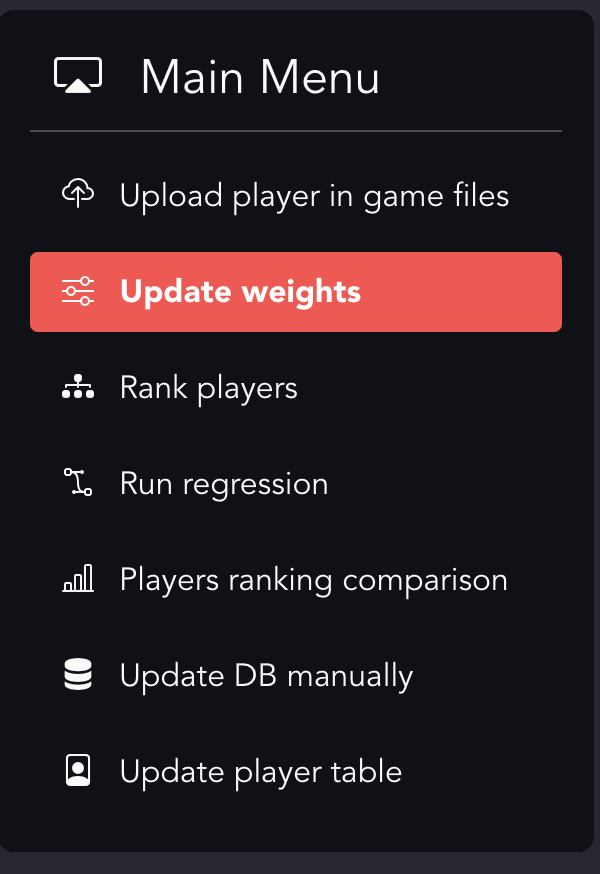 Main Menu
Upload player in game files
Update weights
Rank players
Run regression
Players ranking comparison
Update DB manually
Update player table